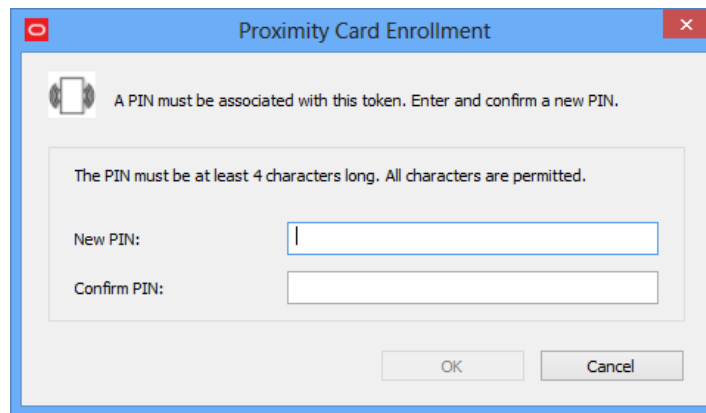 Proximity Card Enrollment
A PIN must be associated with this token. Enter and confirm a new PIN.
The PIN must be at least 4 characters long. All characters are permitted.
New PIN:
Confirm PIN:
OK
Cancel